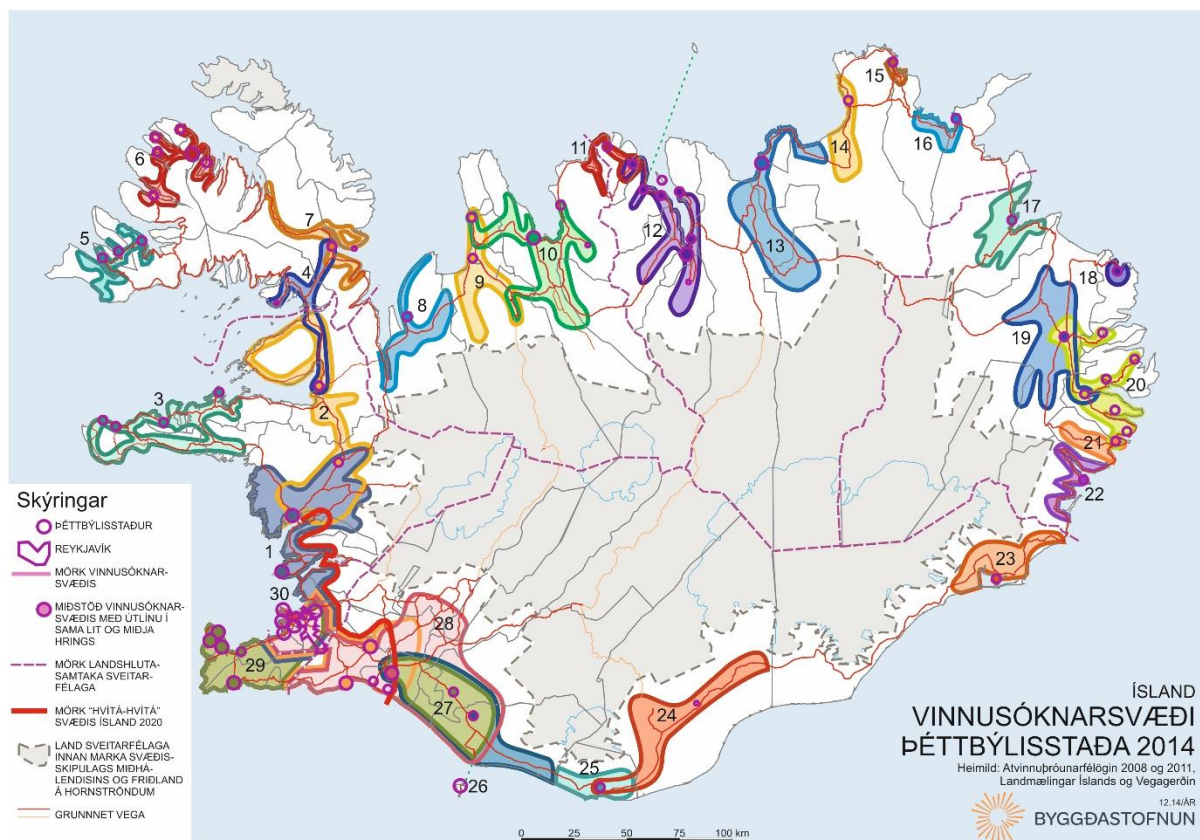 15
16
14
11
6
17
7
12
13
5
10
18
4
9
8
19
20
3
2
21
22
1
23
30
28
29
27
24
25
26
Skýringar
ÞÉTTBÝLISSTAÐUR
REYKJAVÍK
MÖRK VINNUSÓKNAR-
SVÆÐIS
MIÐSTÖÐ VINNUSÓKNAR-
SVÆÐIS MEÐ ÚTLÍNU Í
SAMA LIT OG MIÐJA
HRINGS
MÖRK LANDSHLUTA-
SAMTAKA SVEITAR-
FÉLAGA
MÖRK "HVÍTÁ-HVÍTÁ"
SVÆÐIS ÍSLAND 2020
LAND SVEITARFÉLAGA
INNAN MARKA SVÆÐIS-
SKIPULAGS MIÐHÁ-
LENDISINS OG FRIÐLAND
Á HORNSTRÖNDUM
GRUNNNET VEGA
0 25 50 75 100 km
ÍSLAND
VINNUSÓKNARSVÆÐI
ÞÉTTBÝLISSTAÐA 2014
Heimild: Atvinnuþróunarfélögin 2008 og 2011,
Landmælingar Íslands og Vegagerðin
12.14/ÁR
BYGGÐASTOFNUN